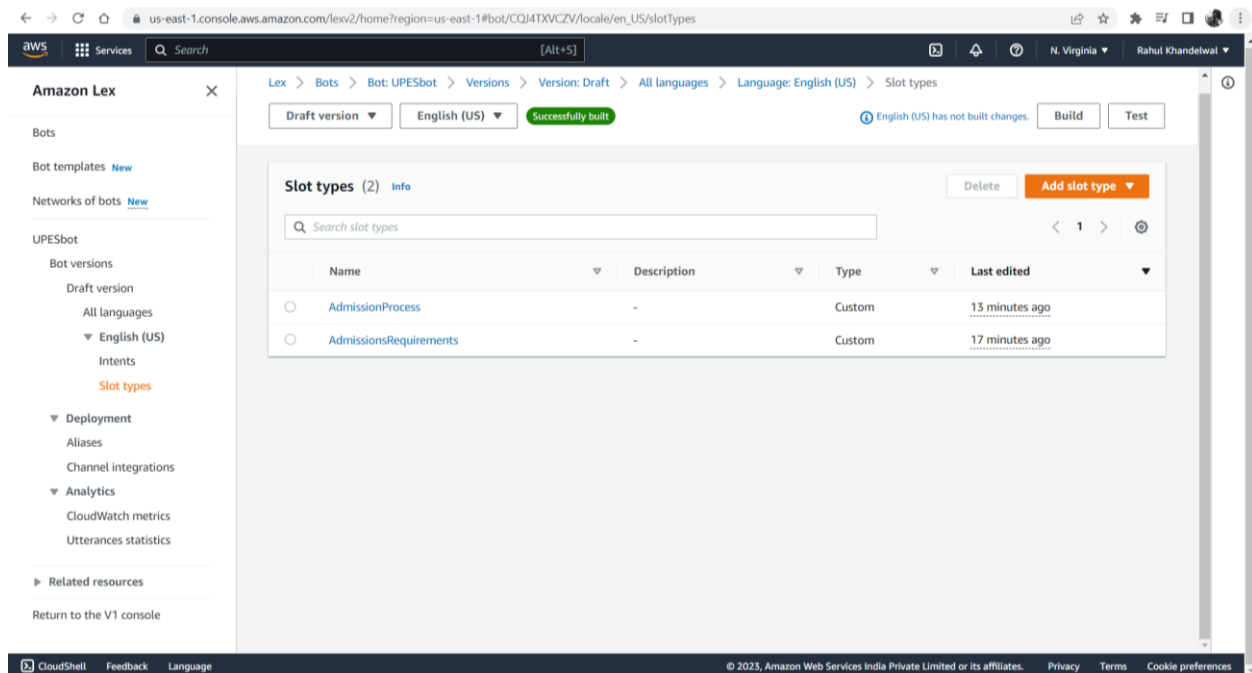 us-east-1.console.aws.amazon.com/lexv2/home?region=us-east-1#bot/CQJ4TXVCZV/locale/en_US/slotTypes
aws Services Search [Alt+S] N. Virginia Rahul Khandelwal
Amazon Lex
Bots
Bot templates New
Networks of bots New
UPESbot
Bot versions
Draft version
All languages
English (US)
Intents
Slot types
Deployment
Aliases
Channel integrations
Analytics
CloudWatch metrics
Utterances statistics
Related resources
Return to the V1 console
Lex > Bots > Bot: UPESbot > Versions > Version: Draft > All languages > Language: English (US) > Slot types
Draft version English (US) Successfully built English (US) has not built changes. Build Test
Slot types (2) Info Delete Add slot type
Search slot types < 1 >
Name Description Type Last edited
AdmissionProcess - Custom 13 minutes ago
AdmissionsRequirements - Custom 17 minutes ago
CloudShell Feedback Language © 2023, Amazon Web Services India Private Limited or its affiliates. Privacy Terms Cookie preferences